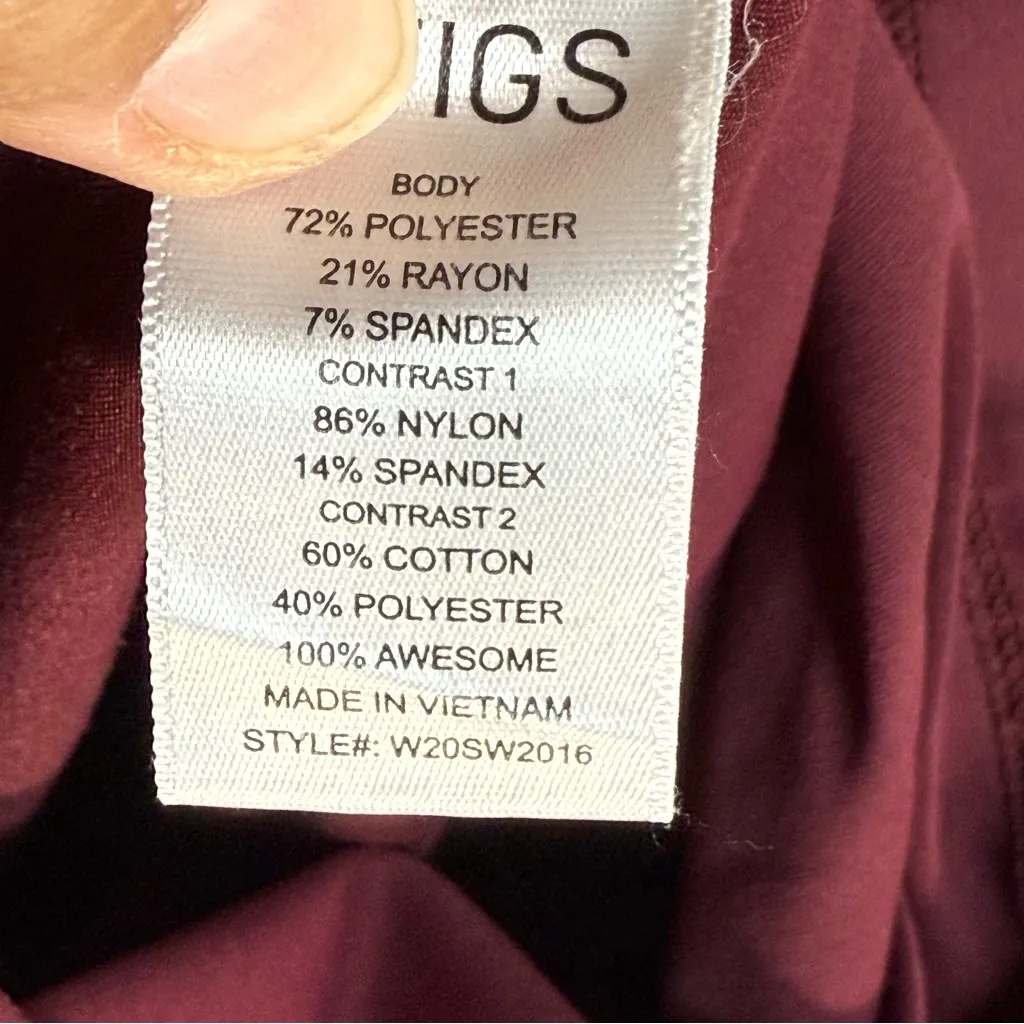 IGS
BODY
72% POLYESTER
21% RAYON
7% SPANDEX
CONTRAST 1
86% NYLON
14% SPANDEX
CONTRAST 2
60% COTTON
40% POLYESTER
100% AWESOME
MADE IN VIETNAM
STYLE#: W20SW2016